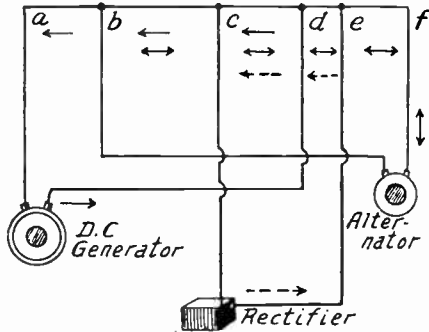 a b c d e f
D.C
Generator
Alter-
nator
Rectifier